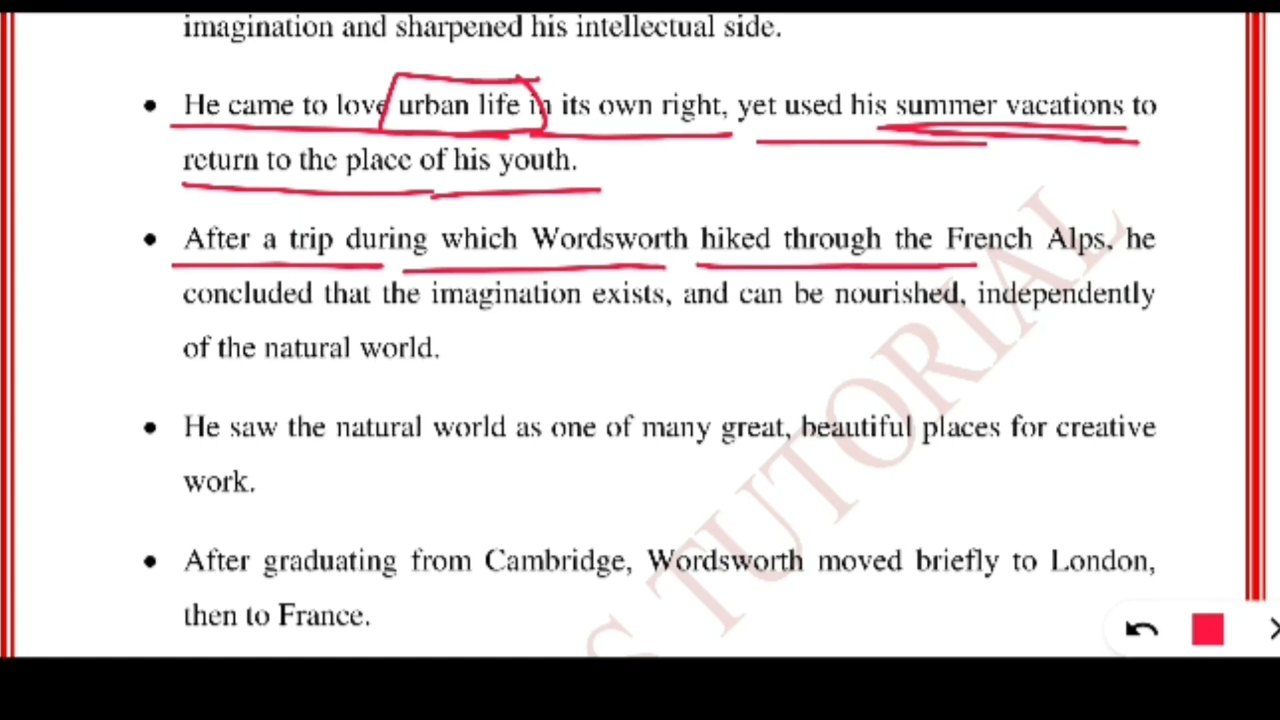 imagination and sharpened his intellectual side.
• He came to love urban life in its own right, yet used his summer vacations to
return to the place of his youth.
• After a trip during which Wordsworth hiked through the French Alps, he
concluded that the imagination exists, and can be nourished, independently
of the natural world.
• He saw the natural world as one of many great, beautiful places for creative
work.
• After graduating from Cambridge, Wordsworth moved briefly to London,
then to France.
S TUTORIAL